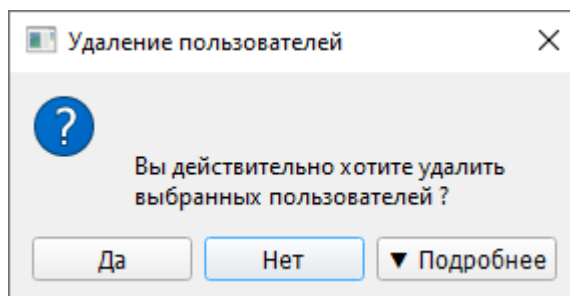 Удаление пользователей
Вы действительно хотите удалить
выбранных пользователей ?
Да
Нет
▼ Подробнее